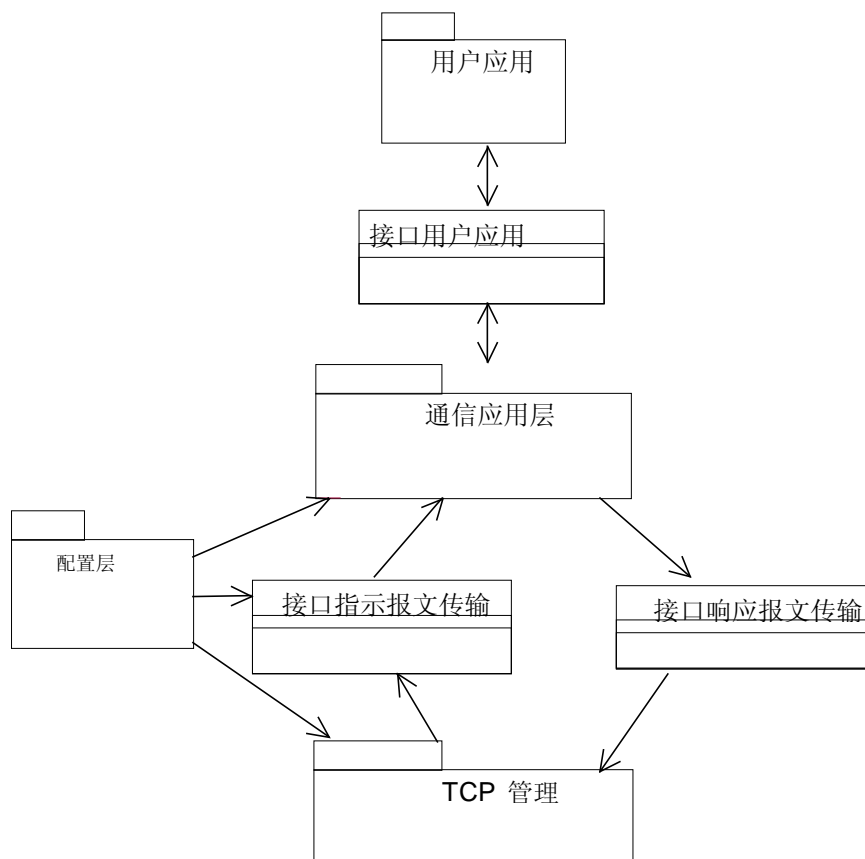 用户应用
接口用户应用
通信应用层
配置层
接口指示报文传输
接口响应报文传输
TCP 管理